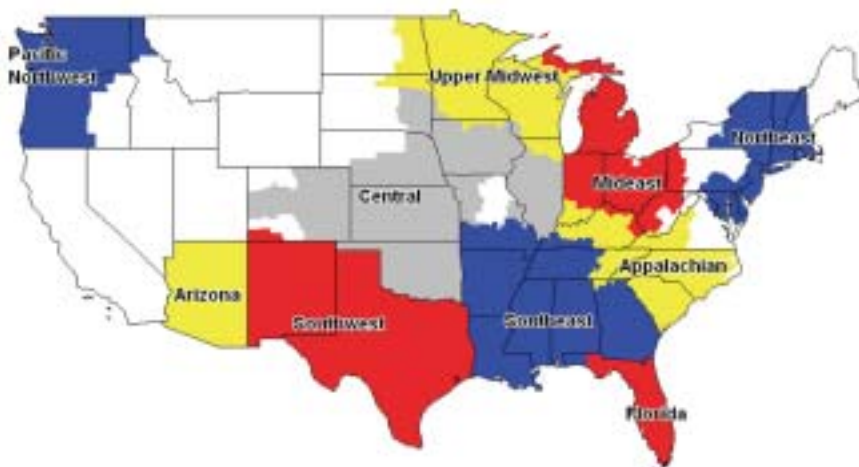 Pacific
Northwest
Upper Midwest
Northeast
Mideast
Central
Appalachian
Arizona
Southwest
Southeast
Florida